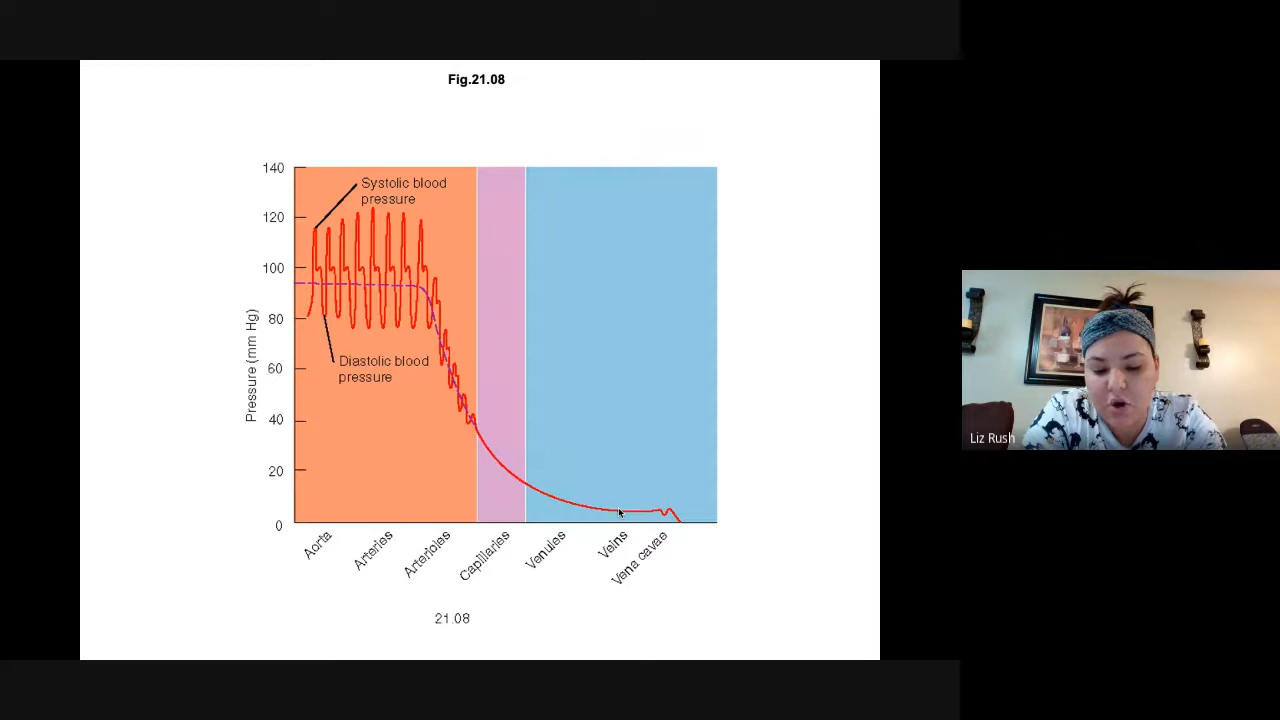 Fig.21.08
140
120
100
80
60
40
20
0
Pressure (mm Hg)
Systolic blood
pressure
Diastolic blood
pressure
Aorta
Arteries
Arterioles
Capillaries
Venules
Veins
Vena cavae
21.08
Liz Rush